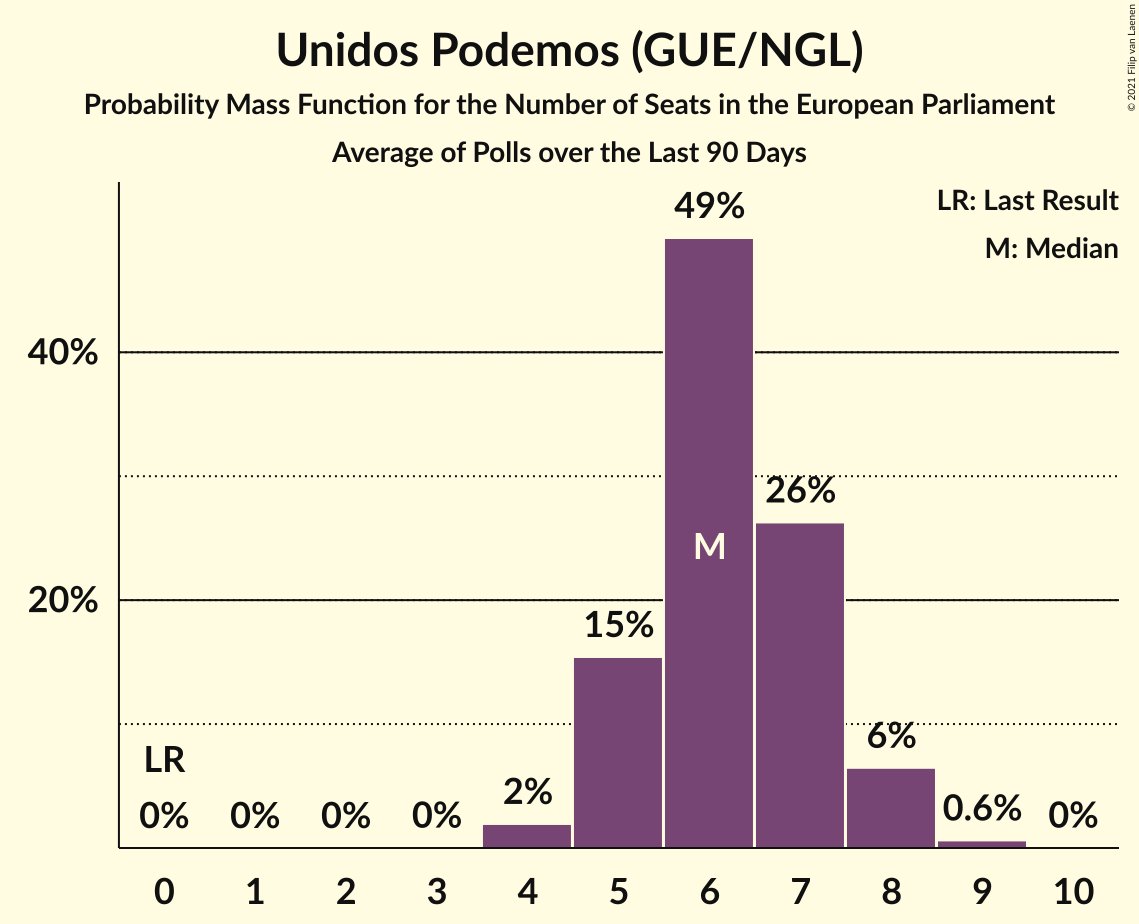 Unidos Podemos (GUE/NGL)
Probability Mass Function for the Number of Seats in the European Parliament
Average of Polls over the Last 90 Days
© 2021 Filip van Laenen
LR: Last Result
M: Median
49%
40%
26%
M
20%
15%
LR
6%
2%
0% 0% 0% 0% 0.6% 0%
0 1 2 3 4 5 6 7 8 9 10